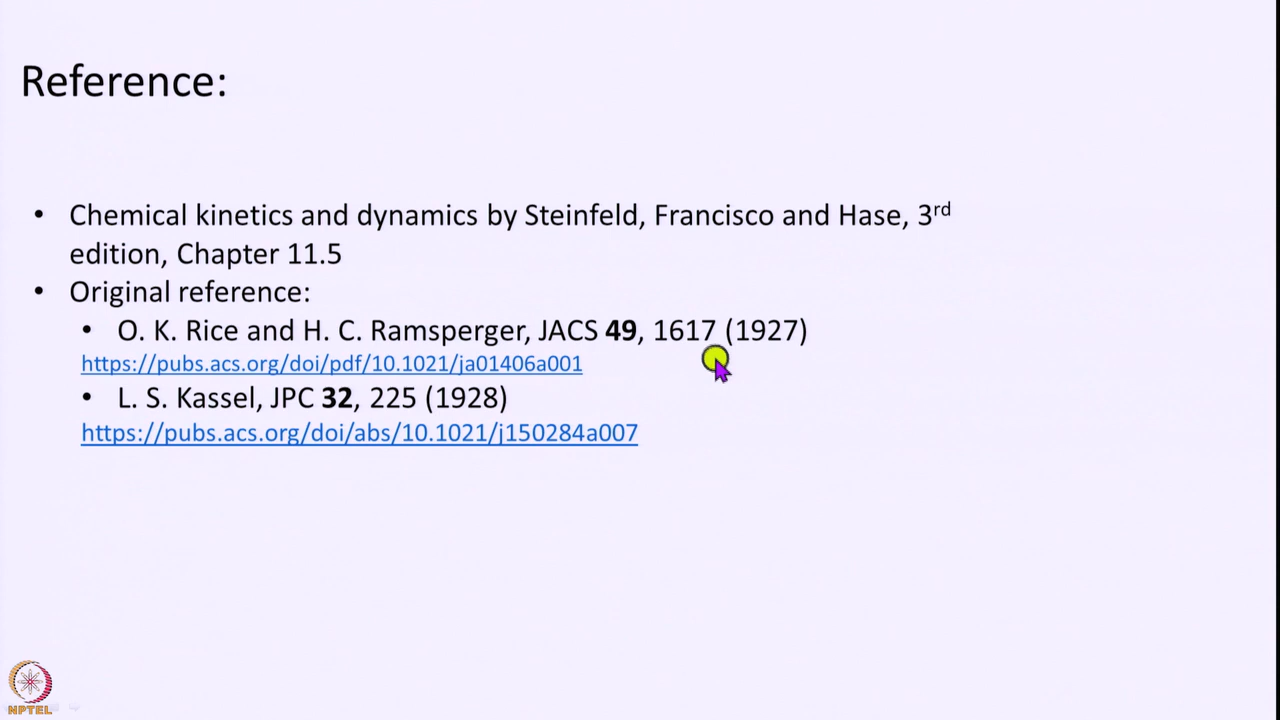 Reference:
• Chemical kinetics and dynamics by Steinfeld, Francisco and Hase, 3rd
edition, Chapter 11.5
• Original reference:
• O. K. Rice and H. C. Ramsperger, JACS 49, 1617 (1927)
https://pubs.acs.org/doi/pdf/10.1021/ja01406a001
• L. S. Kassel, JPC 32, 225 (1928)
https://pubs.acs.org/doi/abs/10.1021/j150284a007
NPTEL